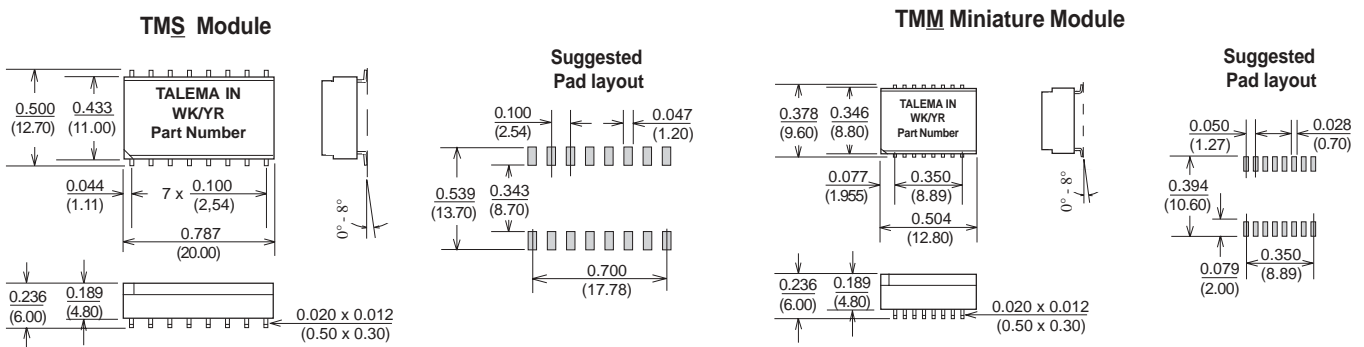 TMS Module
TALEMA IN
WK/YR
Part Number
0.500
(12.70)
0.433
(11.00)
0.044
(1.11)
7 x 0.100
(2,54)
0.787
(20.00)
0° - 8°
0.236
(6.00)
0.189
(4.80)
0.020 x 0.012
(0.50 x 0.30)
Suggested
Pad layout
0.100
(2.54)
0.047
(1.20)
0.539
(13.70)
0.343
(8.70)
0.700
(17.78)
TMM Miniature Module
TALEMA IN
WK/YR
Part Number
0.378
(9.60)
0.346
(8.80)
0.077
(1.955)
0.350
(8.89)
0.504
(12.80)
0° - 8°
0.236
(6.00)
0.189
(4.80)
0.020 x 0.012
(0.50 x 0.30)
Suggested
Pad layout
0.050
(1.27)
0.028
(0.70)
0.394
(10.60)
0.079
(2.00)
0.350
(8.89)